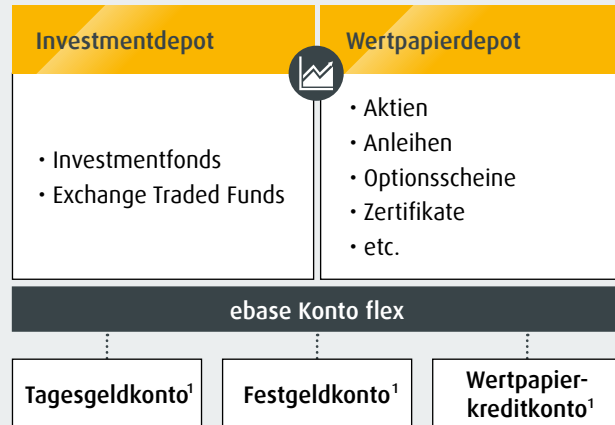 Investmentdepot
Wertpapierdepot
• Investmentfonds
• Exchange Traded Funds
• Aktien
• Anleihen
• Optionsscheine
• Zertifikate
• etc.
ebase Konto flex
Tagesgeldkonto¹
Festgeldkonto¹
Wertpapier-
kreditkonto¹